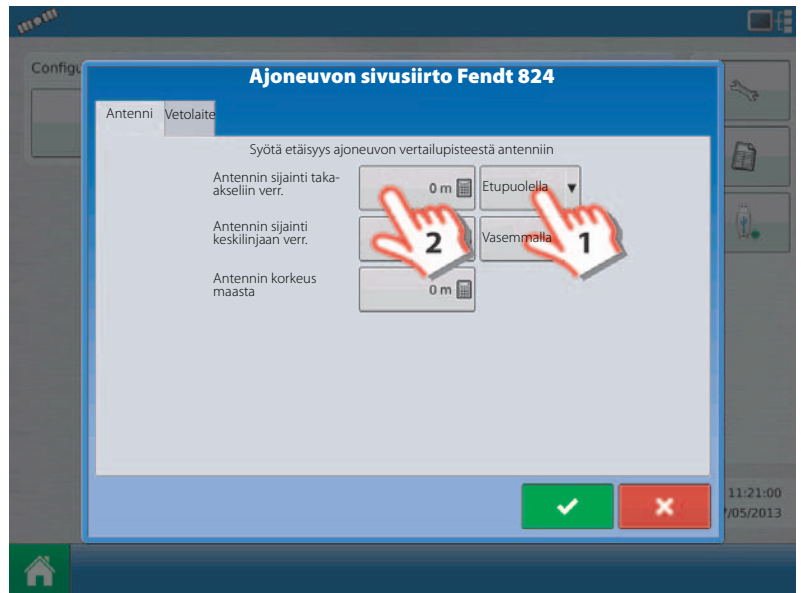 Configu
Ajoneuvon sivusiirto Fendt 824
Antenni Vetolaite
Syötä etäisyys ajoneuvon vertailupisteestä antenniin
Antennin sijainti taka-
akseliin verr.
0 m Etupuolella
Antennin sijainti
keskilinjaan verr.
Vasemmalla
2
1
Antennin korkeus
maasta
0 m
11:21:00
/05/2013